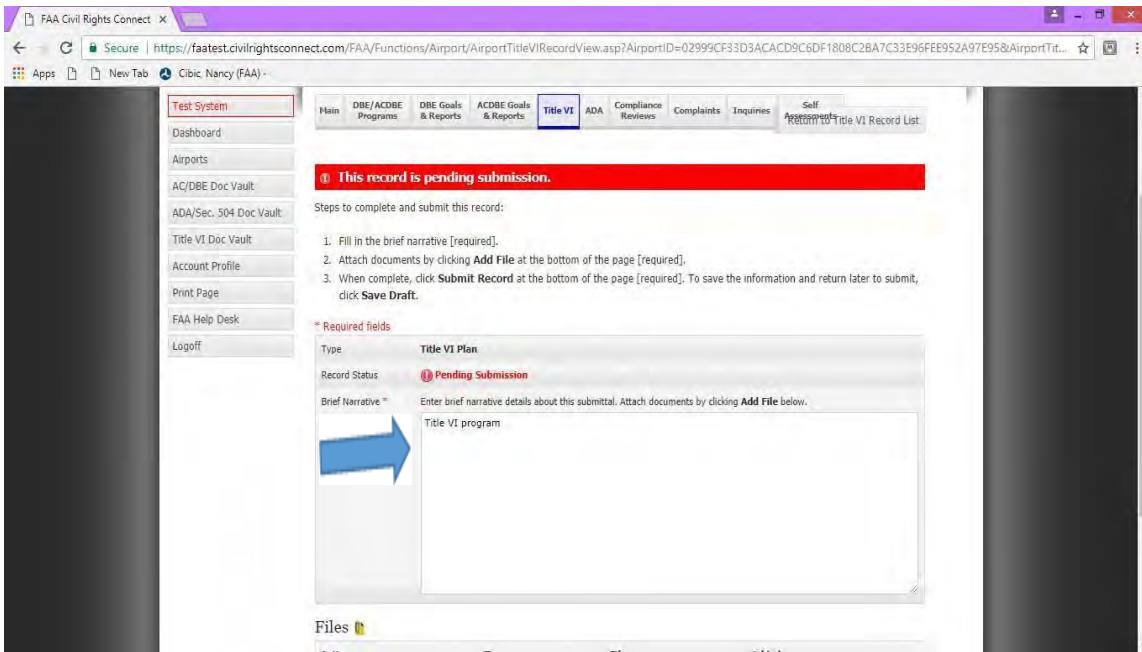 FAA Civil Rights Connect
Secure | https://faatest.civilrightsconnect.com/FAA/Functions/Airport/AirportTitleVIRecordView.asp?AirportID=02999CF33D3ACACD9C6DF1808C2BA7C33E96FEE952A97E95&AirportTit...
Apps New Tab Cibic, Nancy (FAA) -
Test System
Dashboard
Airports
AC/DBE Doc Vault
ADA/Sec. 504 Doc Vault
Title VI Doc Vault
Account Profile
Print Page
FAA Help Desk
Logoff
Main DBE/ACDBE Programs DBE Goals & Reports ACDBE Goals & Reports Title VI ADA Compliance Reviews Complaints Inquiries Self Assessments
Return to Title VI Record List
This record is pending submission.
Steps to complete and submit this record:
1. Fill in the brief narrative [required].
2. Attach documents by clicking Add File at the bottom of the page [required].
3. When complete, click Submit Record at the bottom of the page [required]. To save the information and return later to submit,
click Save Draft.
* Required fields
Type Title VI Plan
Record Status Pending Submission
Brief Narrative * Enter brief narrative details about this submittal. Attach documents by clicking Add File below.
Title VI program
Files